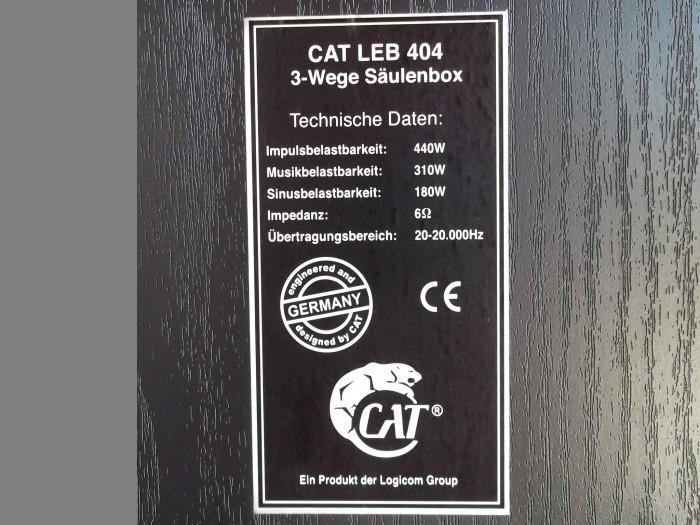 CAT LEB 404
3-Wege Säulenbox
Technische Daten:
Impulsbelastbarkeit: 440W
Musikbelastbarkeit: 310W
Sinusbelastbarkeit: 180W
Impedanz: 6Ω
Übertragungsbereich: 20-20.000Hz
engineered and
GERMANY
designed by CAT
CE
CAT®
Ein Produkt der Logicom Group